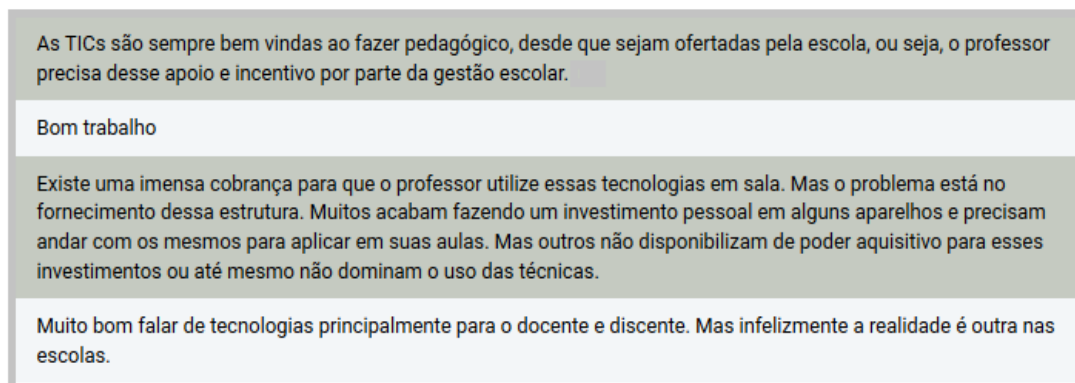 As TICs são sempre bem vindas ao fazer pedagógico, desde que sejam ofertadas pela escola, ou seja, o professor
precisa desse apoio e incentivo por parte da gestão escolar.
Bom trabalho
Existe uma imensa cobrança para que o professor utilize essas tecnologias em sala. Mas o problema está no
fornecimento dessa estrutura. Muitos acabam fazendo um investimento pessoal em alguns aparelhos e precisam
andar com os mesmos para aplicar em suas aulas. Mas outros não disponibilizam de poder aquisitivo para esses
investimentos ou até mesmo não dominam o uso das técnicas.
Muito bom falar de tecnologias principalmente para o docente e discente. Mas infelizmente a realidade é outra nas
escolas.